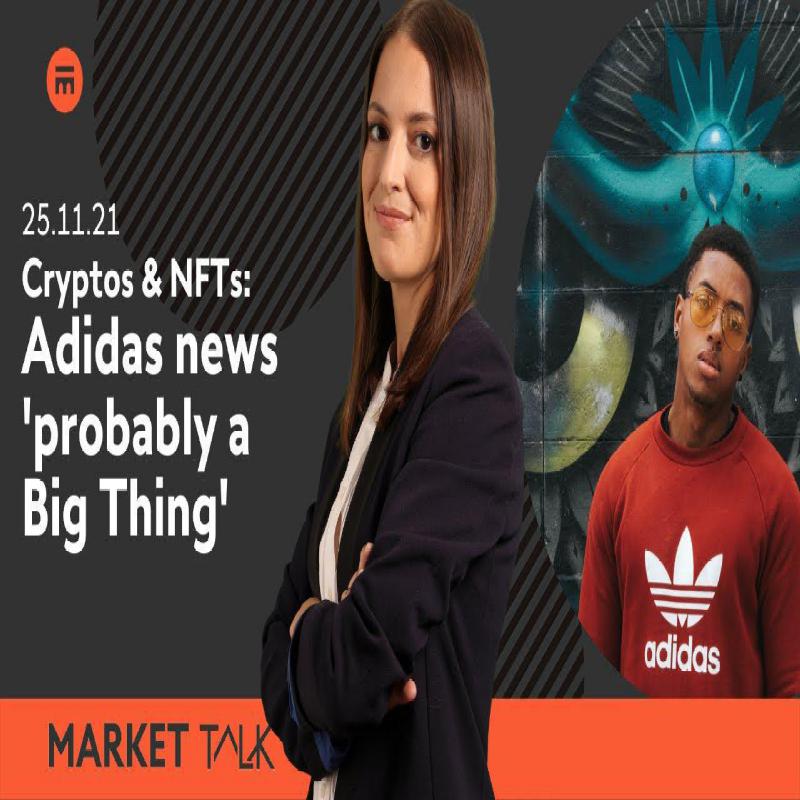 25.11.21
Cryptos & NFTs:
Adidas news
'probably a
Big Thing'
adidas
MARKET TALK